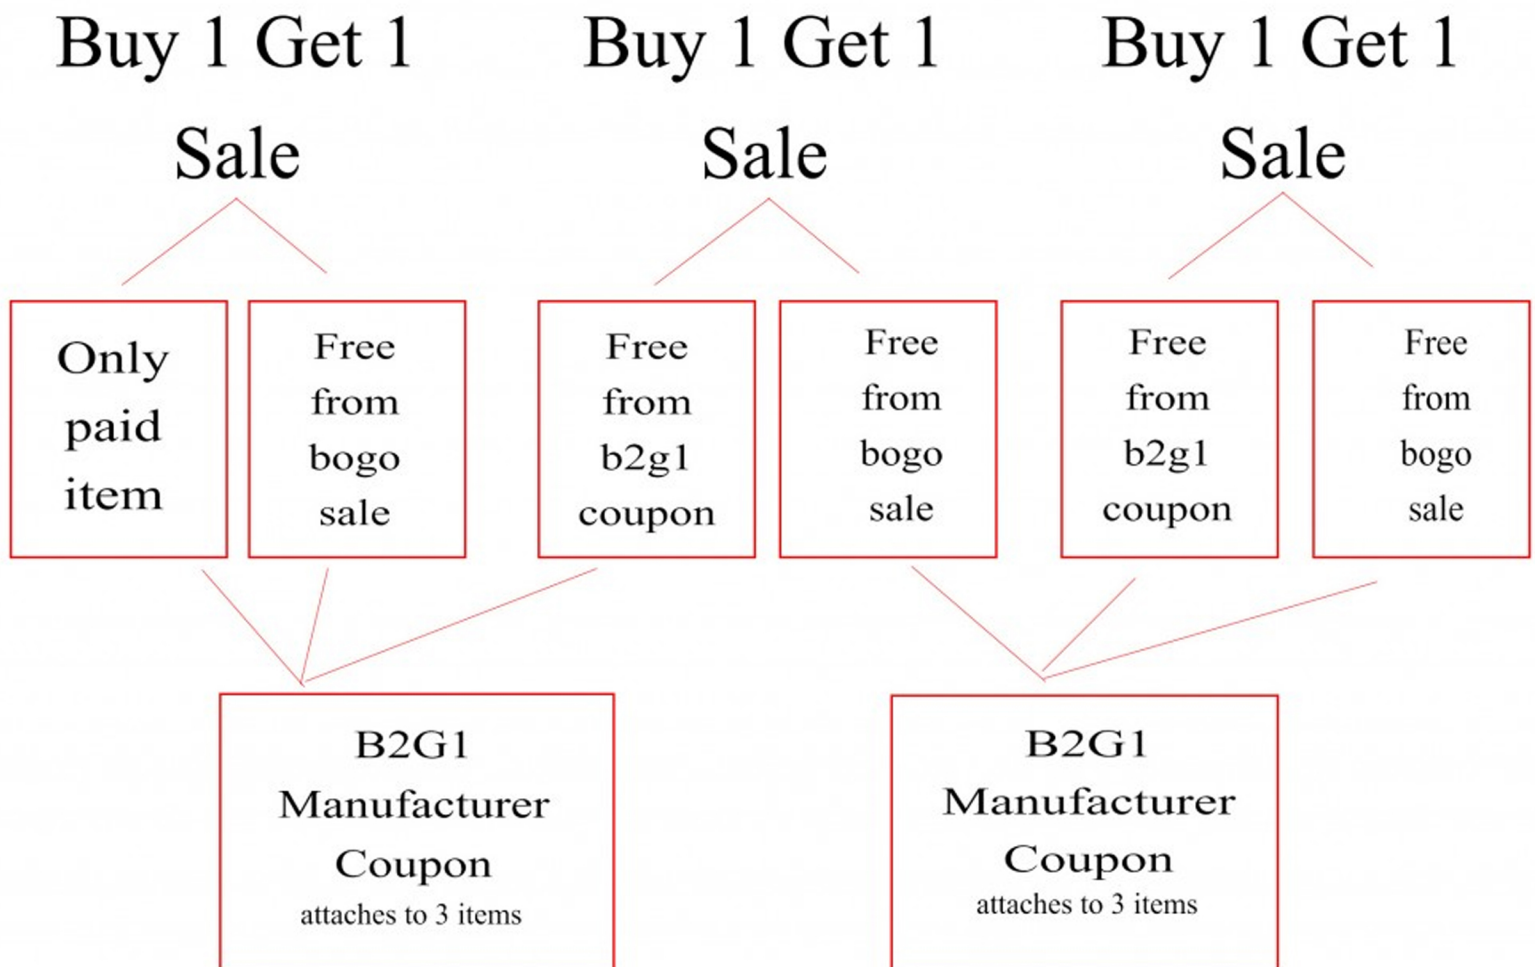 Buy 1 Get 1
Sale
Buy 1 Get 1
Sale
Buy 1 Get 1
Sale
Only
paid
item
Free
from
bogo
sale
Free
from
b2g1
coupon
Free
from
bogo
sale
Free
from
b2g1
coupon
Free
from
bogo
sale
B2G1
Manufacturer
Coupon
attaches to 3 items
B2G1
Manufacturer
Coupon
attaches to 3 items